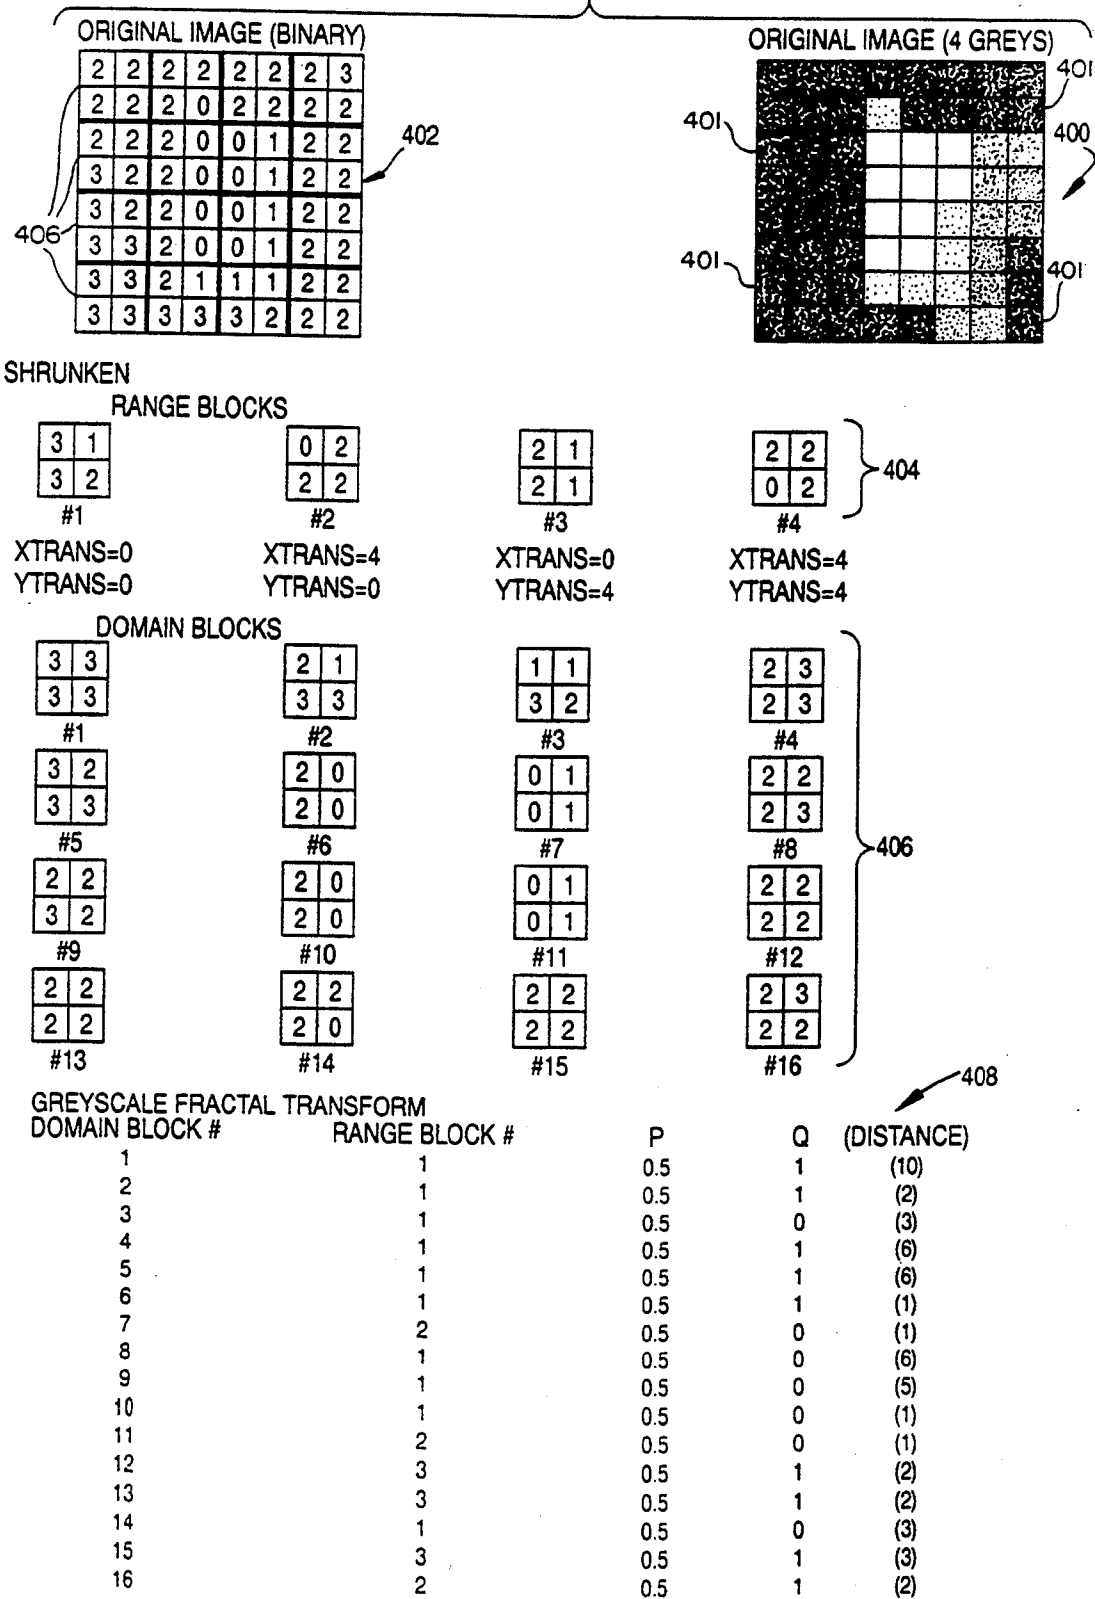 ORIGINAL IMAGE (BINARY)
2 2 2 2 2 2 2 3
2 2 2 0 2 2 2 2
2 2 2 0 0 1 2 2
3 2 2 0 0 1 2 2
3 2 2 0 0 1 2 2
3 3 2 0 0 1 2 2
3 3 2 1 1 1 2 2
3 3 3 3 3 2 2 2
402
406
ORIGINAL IMAGE (4 GREYS)
401
401
400
401
401
SHRUNKEN
RANGE BLOCKS
3 1 0 2 2 1 2 2
3 2 2 2 2 1 0 2
404
#1 #2 #3 #4
XTRANS=0 XTRANS=4 XTRANS=0 XTRANS=4
YTRANS=0 YTRANS=0 YTRANS=4 YTRANS=4
DOMAIN BLOCKS
3 3 2 1 1 1 2 3
3 3 3 3 3 2 2 3
#1 #2 #3 #4
3 2 2 0 0 1 2 2
3 3 2 0 0 1 2 3
#5 #6 #7 #8
406
2 2 2 0 0 1 2 2
3 2 2 0 0 1 2 2
#9 #10 #11 #12
2 2 2 2 2 2 2 3
2 2 2 0 2 2 2 2
#13 #14 #15 #16
408
GREYSCALE FRACTAL TRANSFORM
DOMAIN BLOCK # RANGE BLOCK # P Q (DISTANCE)
1 1 0.5 1 (10)
2 1 0.5 1 (2)
3 1 0.5 0 (3)
4 1 0.5 1 (6)
5 1 0.5 1 (6)
6 1 0.5 1 (1)
7 2 0.5 0 (1)
8 1 0.5 0 (6)
9 1 0.5 0 (5)
10 1 0.5 0 (1)
11 2 0.5 0 (1)
12 3 0.5 1 (2)
13 3 0.5 1 (2)
14 1 0.5 0 (3)
15 3 0.5 1 (3)
16 2 0.5 1 (2)